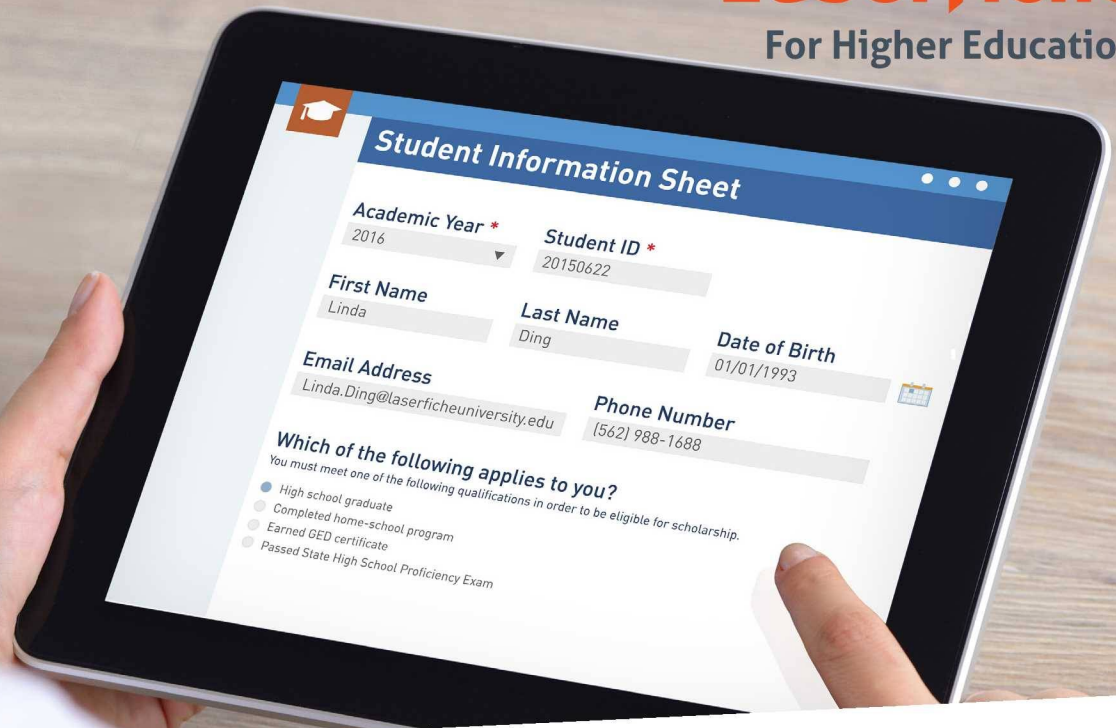 For Higher Educatio
Student Information Sheet
Academic Year *
2016
Student ID *
20150622
First Name
Linda
Last Name
Ding
Date of Birth
01/01/1993
Email Address
Linda.Ding@laserficheuniversity.edu
Phone Number
(562) 988-1688
Which of the following applies to you?
You must meet one of the following qualifications in order to be eligible for scholarship.
High school graduate
Completed home-school program
Earned GED certificate
Passed State High School Proficiency Exam